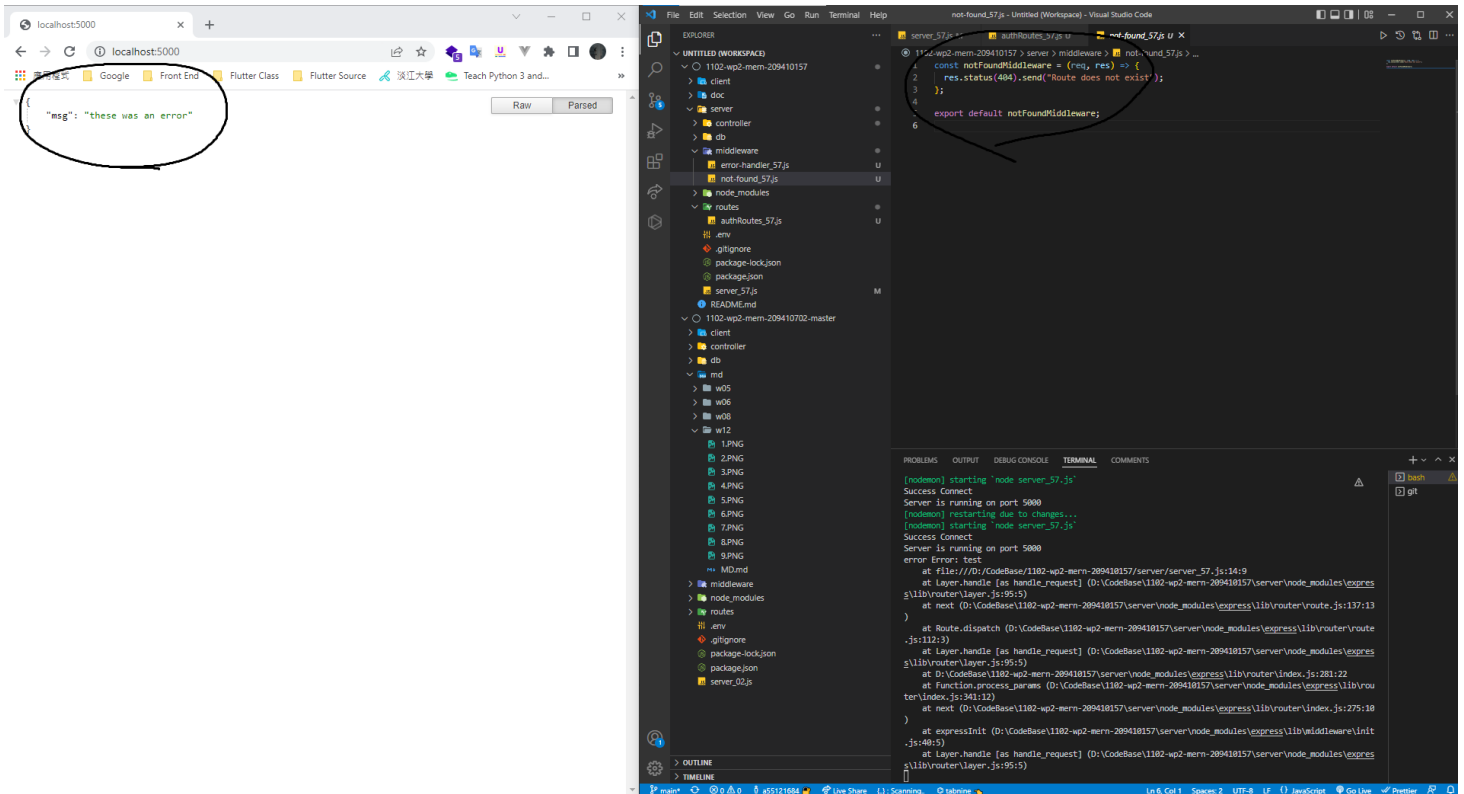 localhost:5000
localhost:5000
應用程式 Google Front End Flutter Class Flutter Source 淡江大學 Teach Python 3 and... »
{
"msg": "these was an error"
}
Raw Parsed
File Edit Selection View Go Run Terminal Help
not-found_57.js - Untitled (Workspace) - Visual Studio Code
EXPLORER
UNTITLED (WORKSPACE)
1102-wp2-mern-209410157
client
doc
server
controller
db
middleware
error-handler_57.js U
not-found_57.js U
node_modules
routes
authRoutes_57.js U
.env
.gitignore
package-lock.json
package.json
server_57.js M
README.md
1102-wp2-mern-209410702-master
client
controller
db
md
w05
w06
w08
w12
1.PNG
2.PNG
3.PNG
4.PNG
5.PNG
6.PNG
7.PNG
8.PNG
9.PNG
MD.md
middleware
node_modules
routes
.env
.gitignore
package-lock.json
package.json
server_02.js
OUTLINE
TIMELINE
server_57.js M authRoutes_57.js U not-found_57.js U
1102-wp2-mern-209410157 > server > middleware > not-found_57.js > ...
1 const notFoundMiddleware = (req, res) => {
2 res.status(404).send("Route does not exist");
3 };
4
5 export default notFoundMiddleware;
6
PROBLEMS OUTPUT DEBUG CONSOLE TERMINAL COMMENTS
bash
git
[nodemon] starting `node server_57.js`
Success Connect
Server is running on port 5000
[nodemon] restarting due to changes...
[nodemon] starting `node server_57.js`
Success Connect
Server is running on port 5000
error Error: test
at file:///D:/CodeBase/1102-wp2-mern-209410157/server/server_57.js:14:9
at Layer.handle [as handle_request] (D:\CodeBase\1102-wp2-mern-209410157\server\node_modules\expres
s\lib\router\layer.js:95:5)
at next (D:\CodeBase\1102-wp2-mern-209410157\server\node_modules\express\lib\router\route.js:137:13
)
at Route.dispatch (D:\CodeBase\1102-wp2-mern-209410157\server\node_modules\express\lib\router\route
.js:112:3)
at Layer.handle [as handle_request] (D:\CodeBase\1102-wp2-mern-209410157\server\node_modules\expres
s\lib\router\layer.js:95:5)
at D:\CodeBase\1102-wp2-mern-209410157\server\node_modules\express\lib\router\index.js:281:22
at Function.process_params (D:\CodeBase\1102-wp2-mern-209410157\server\node_modules\express\lib\rou
ter\index.js:341:12)
at next (D:\CodeBase\1102-wp2-mern-209410157\server\node_modules\express\lib\router\index.js:275:10
)
at expressInit (D:\CodeBase\1102-wp2-mern-209410157\server\node_modules\express\lib\middleware\init
.js:40:5)
at Layer.handle [as handle_request] (D:\CodeBase\1102-wp2-mern-209410157\server\node_modules\expres
s\lib\router\layer.js:95:5)
main* 0 0 a55121684 Live Share Scanning.. tabnine Ln 6, Col 1 Spaces: 2 UTF-8 LF {} JavaScript Go Live Prettier